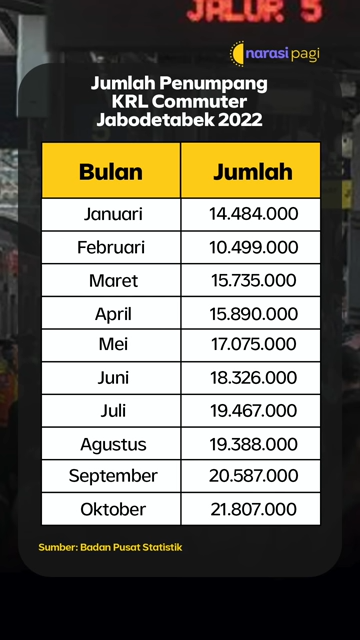 JALUR 5
narasi pagi
Jumlah Penumpang
KRL Commuter
Jabodetabek 2022
Bulan Jumlah
Januari 14.484.000
Februari 10.499.000
Maret 15.735.000
April 15.890.000
Mei 17.075.000
Juni 18.326.000
Juli 19.467.000
Agustus 19.388.000
September 20.587.000
Oktober 21.807.000
Sumber: Badan Pusat Statistik